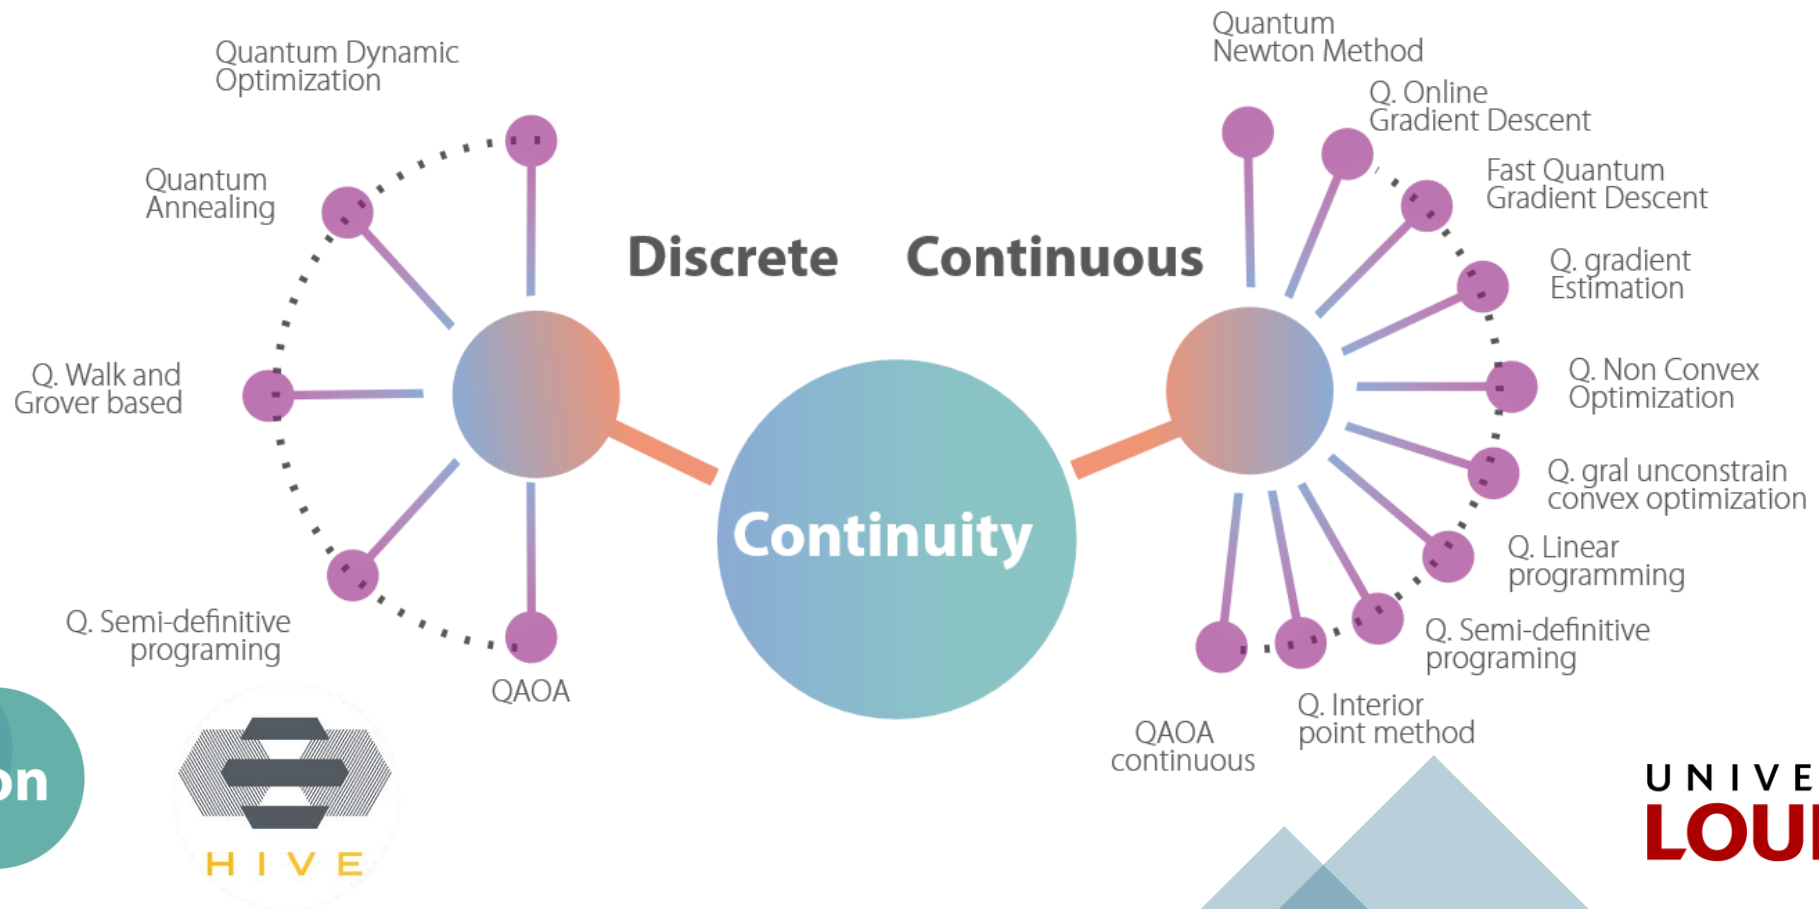 Quantum Dynamic
Optimization
Quantum
Annealing
Q. Walk and
Grover based
Q. Semi-definitive
programing
QAOA
Discrete
Continuous
Continuity
Quantum
Newton Method
Q. Online
Gradient Descent
Fast Quantum
Gradient Descent
Q. gradient
Estimation
Q. Non Convex
Optimization
Q. gral unconstrain
convex optimization
Q. Linear
programming
Q. Semi-definitive
programing
Q. Interior
point method
QAOA
continuous
on
HIVE
UNIVE
LOUI